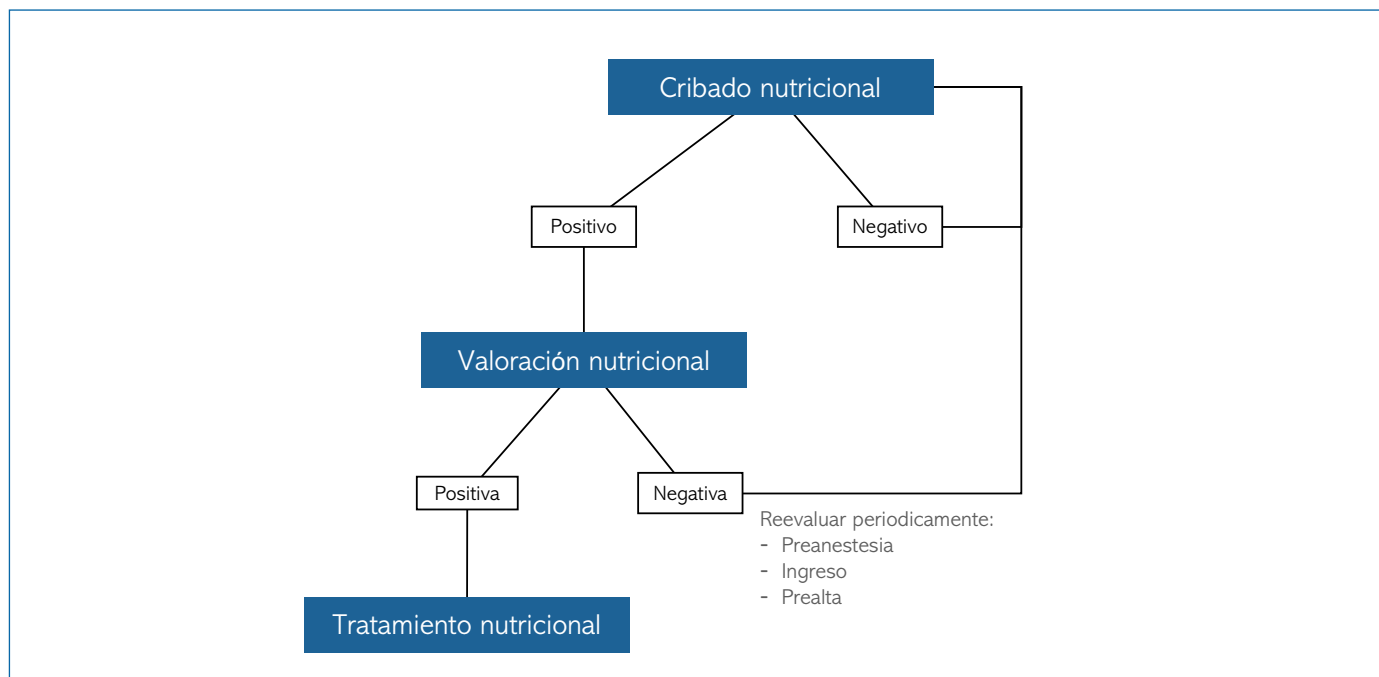 Cribado nutricional
Positivo
Negativo
Valoración nutricional
Positiva
Negativa
Reevaluar periodicamente:
- Preanestesia
- Ingreso
- Prealta
Tratamiento nutricional